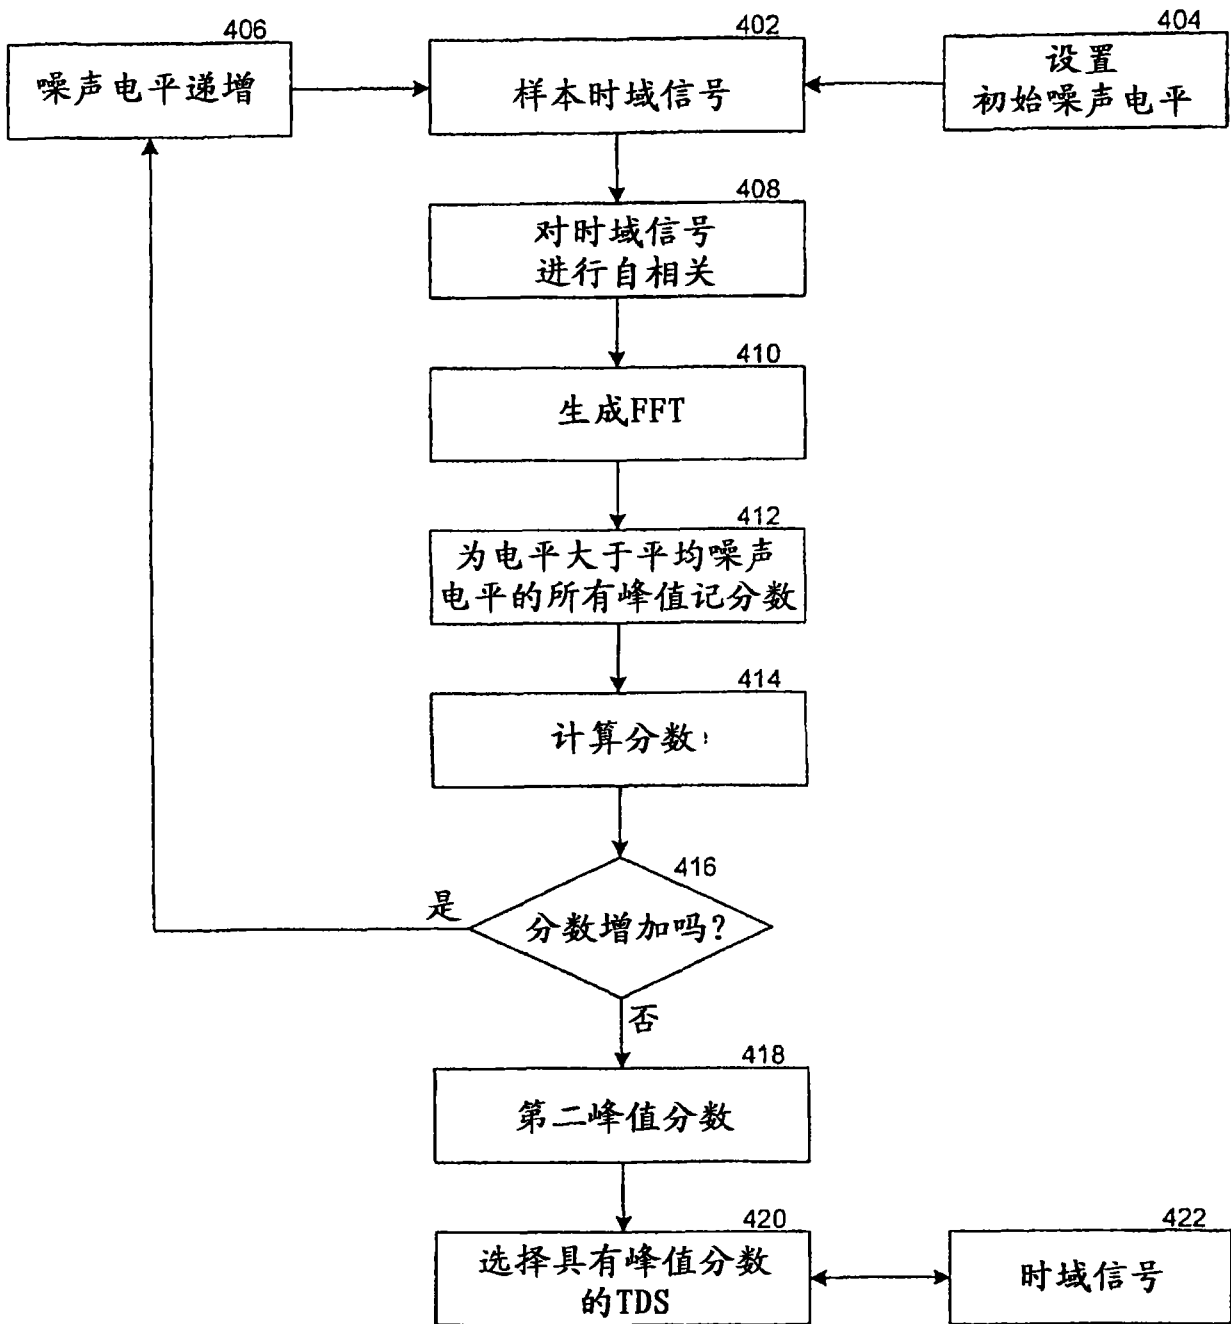 406
噪声电平递增
402
样本时域信号
404
设置
初始噪声电平
408
对时域信号
进行自相关
410
生成FFT
412
为电平大于平均噪声
电平的所有峰值记分数
414
计算分数:
416
分数增加吗?
是
否
418
第二峰值分数
420
选择具有峰值分数
的TDS
422
时域信号